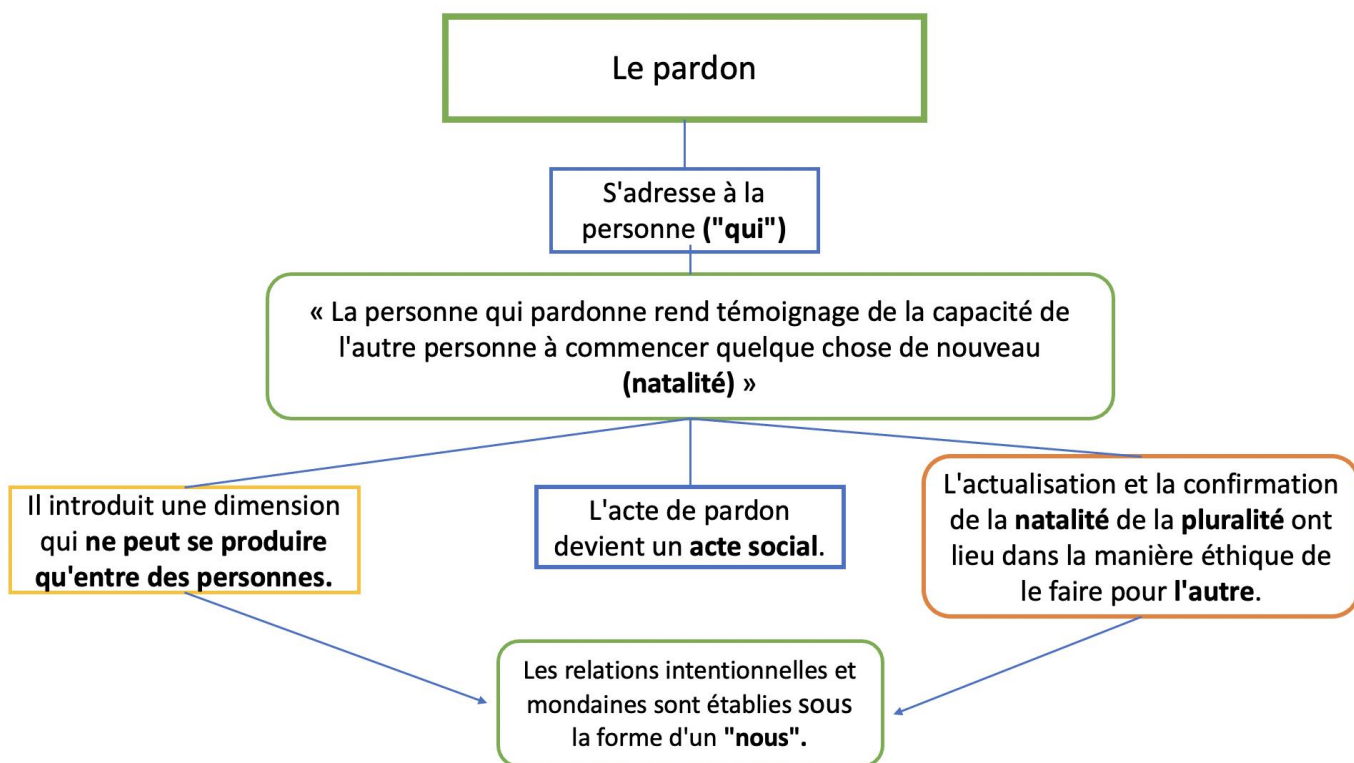 Le pardon
S'adresse à la
personne ("qui")
« La personne qui pardonne rend témoignage de la capacité de
l'autre personne à commencer quelque chose de nouveau
(natalité) »
Il introduit une dimension
qui ne peut se produire
qu'entre des personnes.
L'acte de pardon
devient un acte social.
L'actualisation et la confirmation
de la natalité de la pluralité ont
lieu dans la manière éthique de
le faire pour l'autre.
Les relations intentionnelles et
mondaines sont établies sous
la forme d'un "nous".